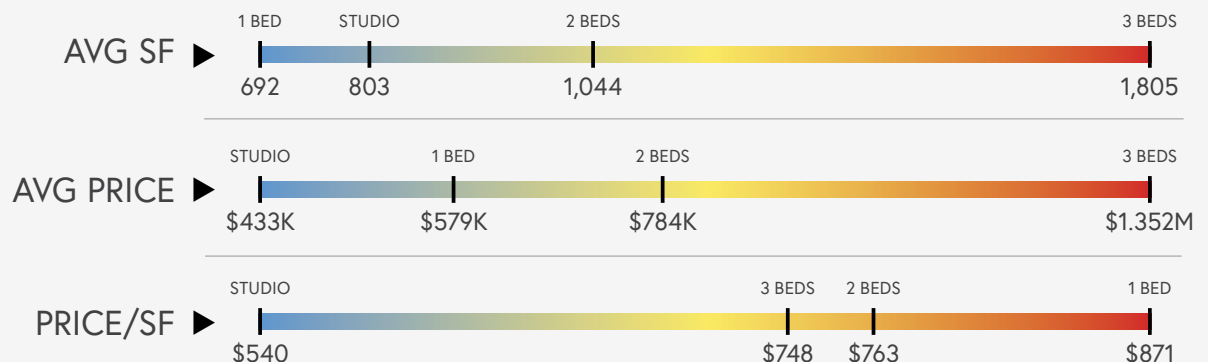 1 BED STUDIO 2 BEDS 3 BEDS
AVG SF
692 803 1,044 1,805
STUDIO 1 BED 2 BEDS 3 BEDS
AVG PRICE
$433K $579K $784K $1.352M
STUDIO 3 BEDS 2 BEDS 1 BED
PRICE/SF
$540 $748 $763 $871